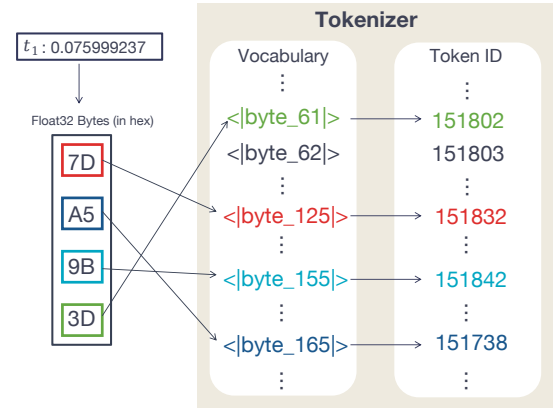 Tokenizer
t₁ : 0.075999237
Float32 Bytes (in hex)
7D
A5
9B
3D
Vocabulary
⋮
<|byte_61|>
<|byte_62|>
⋮
<|byte_125|>
⋮
<|byte_155|>
⋮
<|byte_165|>
⋮
Token ID
⋮
151802
151803
⋮
151832
⋮
151842
⋮
151738
⋮